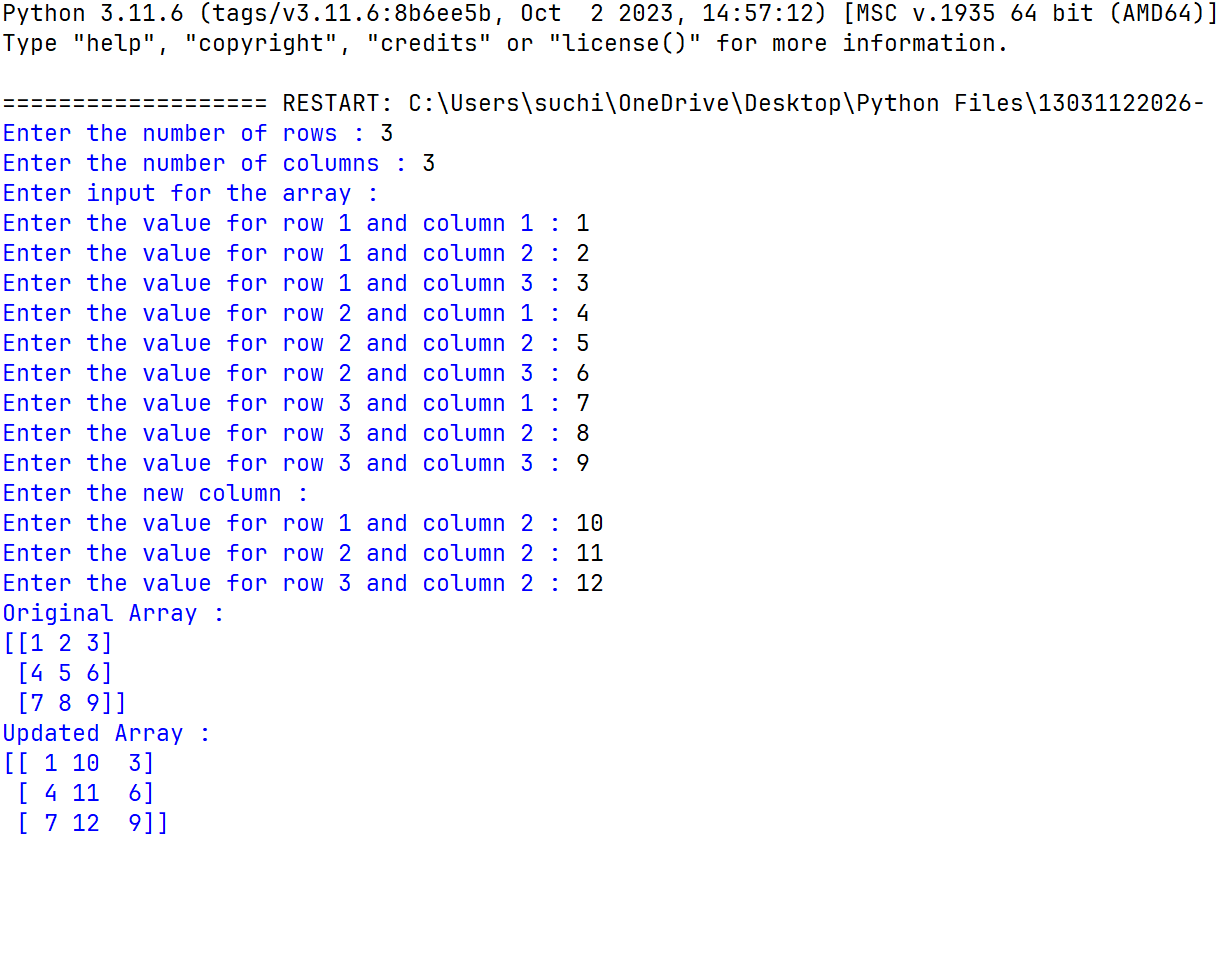 Python 3.11.6 (tags/v3.11.6:8b6ee5b, Oct  2 2023, 14:57:12) [MSC v.1935 64 bit (AMD64)]
Type "help", "copyright", "credits" or "license()" for more information.
=================== RESTART: C:\Users\suchi\OneDrive\Desktop\Python Files\13031122026-
Enter the number of rows : 3
Enter the number of columns : 3
Enter input for the array :
Enter the value for row 1 and column 1 : 1
Enter the value for row 1 and column 2 : 2
Enter the value for row 1 and column 3 : 3
Enter the value for row 2 and column 1 : 4
Enter the value for row 2 and column 2 : 5
Enter the value for row 2 and column 3 : 6
Enter the value for row 3 and column 1 : 7
Enter the value for row 3 and column 2 : 8
Enter the value for row 3 and column 3 : 9
Enter the new column :
Enter the value for row 1 and column 2 : 10
Enter the value for row 2 and column 2 : 11
Enter the value for row 3 and column 2 : 12
Original Array :
[[1 2 3]
 [4 5 6]
 [7 8 9]]
Updated Array :
[[ 1 10  3]
 [ 4 11  6]
 [ 7 12  9]]